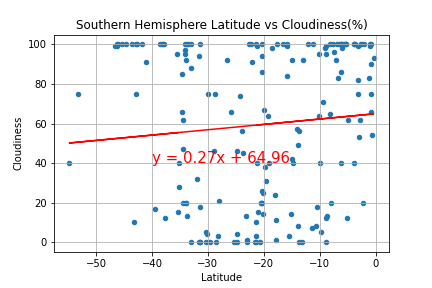 Southern Hemisphere Latitude vs Cloudiness(%)
100
80
60
40
20
0
Cloudiness
y = 0.27x + 64.96
−50 −40 −30 −20 −10 0
Latitude